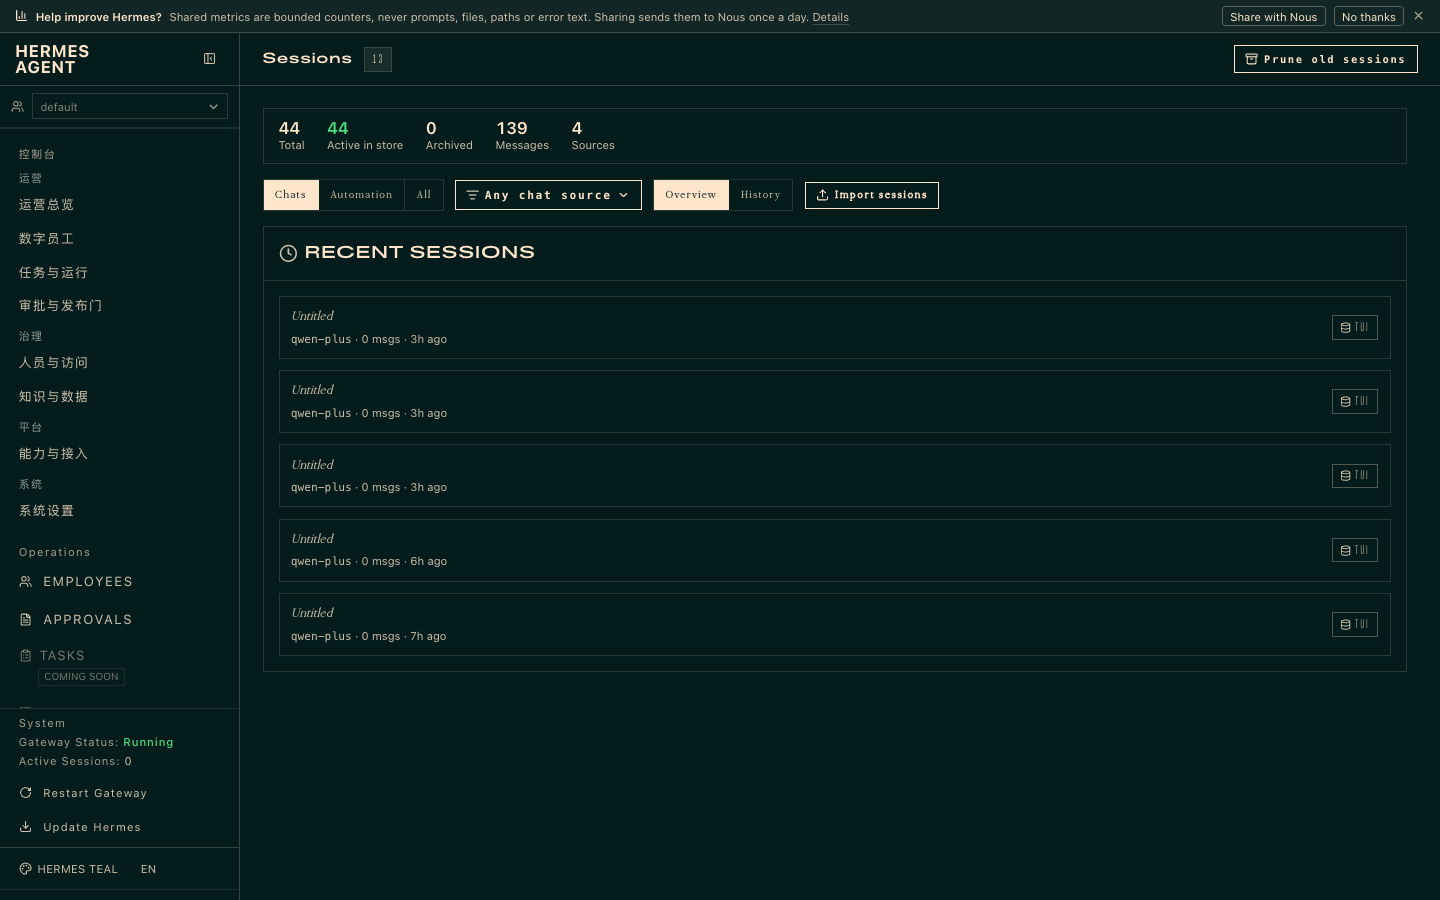 Help improve Hermes? Shared metrics are bounded counters, never prompts, files, paths or error text. Sharing sends them to Nous once a day. Details
Share with Nous
No thanks
HERMES
AGENT
default
控制台
运营
运营总览
数字员工
任务与运行
审批与发布门
治理
人员与访问
知识与数据
平台
能力与接入
系统
系统设置
Operations
EMPLOYEES
APPROVALS
TASKS
COMING SOON
System
Gateway Status: Running
Active Sessions: 0
Restart Gateway
Update Hermes
HERMES TEAL EN
Sessions 13
Prune old sessions
44 44 0 139 4
Total Active in store Archived Messages Sources
Chats Automation All Any chat source Overview History Import sessions
RECENT SESSIONS
Untitled
qwen-plus · 0 msgs · 3h ago
TUI
Untitled
qwen-plus · 0 msgs · 3h ago
TUI
Untitled
qwen-plus · 0 msgs · 3h ago
TUI
Untitled
qwen-plus · 0 msgs · 6h ago
TUI
Untitled
qwen-plus · 0 msgs · 7h ago
TUI